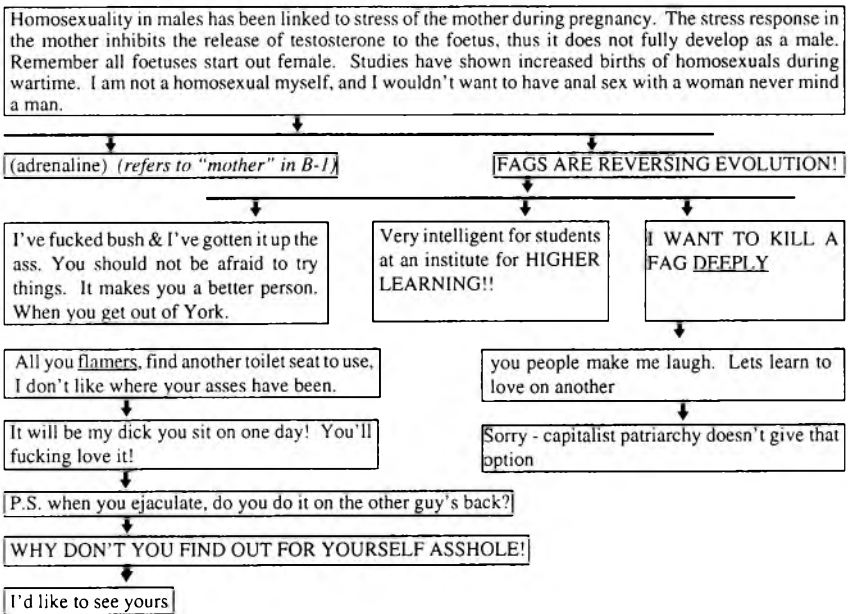 Homosexuality in males has been linked to stress of the mother during pregnancy. The stress response in
the mother inhibits the release of testosterone to the foetus, thus it does not fully develop as a male.
Remember all foetuses start out female. Studies have shown increased births of homosexuals during
wartime. I am not a homosexual myself, and I wouldn't want to have anal sex with a woman never mind
a man.
(adrenaline) (refers to "mother" in B-1)
FAGS ARE REVERSING EVOLUTION!
I've fucked bush & I've gotten it up the
ass. You should not be afraid to try
things. It makes you a better person.
When you get out of York.
Very intelligent for students
at an institute for HIGHER
LEARNING!!
I WANT TO KILL A
FAG DEEPLY
All you flamers, find another toilet seat to use,
I don't like where your asses have been.
It will be my dick you sit on one day! You'll
fucking love it!
P.S. when you ejaculate, do you do it on the other guy's back?
WHY DON'T YOU FIND OUT FOR YOURSELF ASSHOLE!
I'd like to see yours
you people make me laugh. Lets learn to
love on another
Sorry - capitalist patriarchy doesn't give that
option